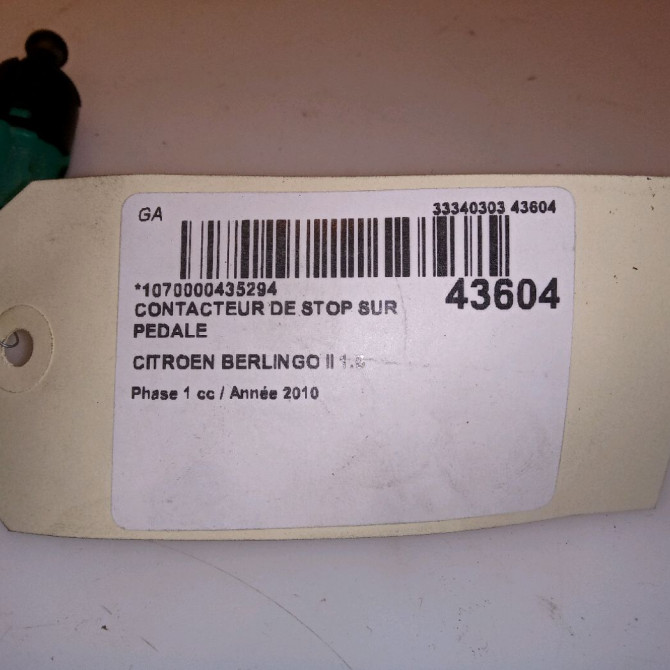 GA
33340303 43604
*1070000435294
43604
CONTACTEUR DE STOP SUR
PEDALE
CITROEN BERLINGO II
Phase 1 cc / Année 2010